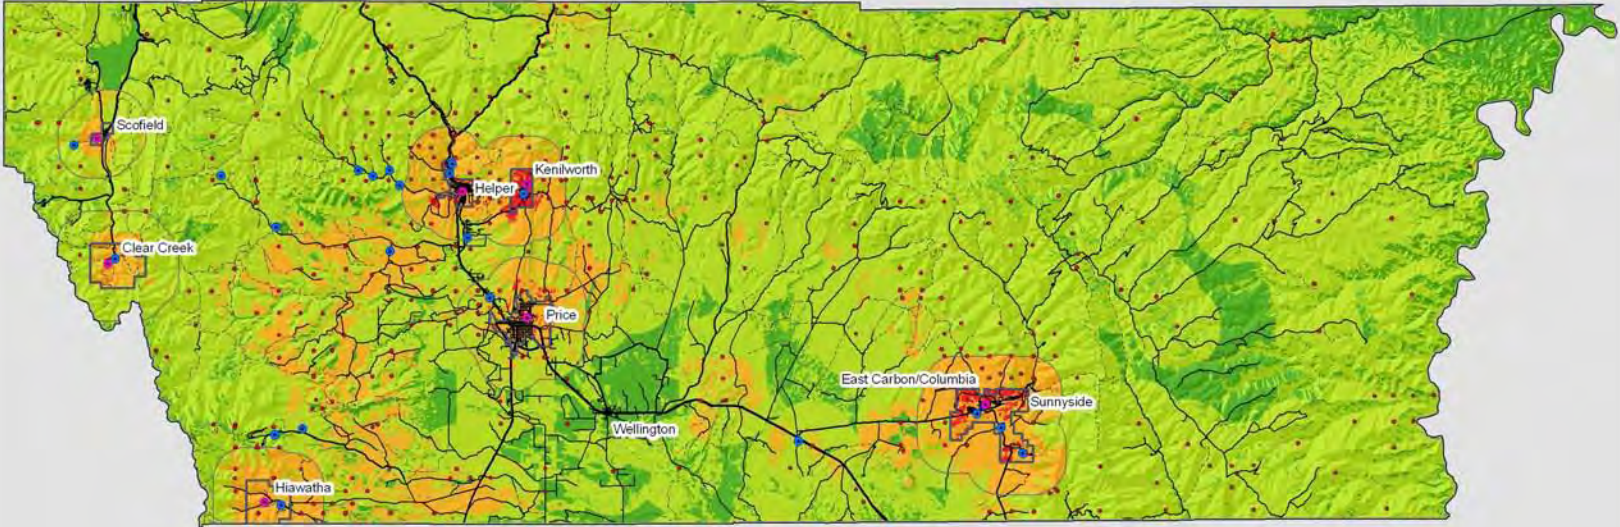 Scofield
Kenilworth
Helper
Clear Creek
Price
East Carbon/Columbia
Sunnyside
Wellington
Hiawatha